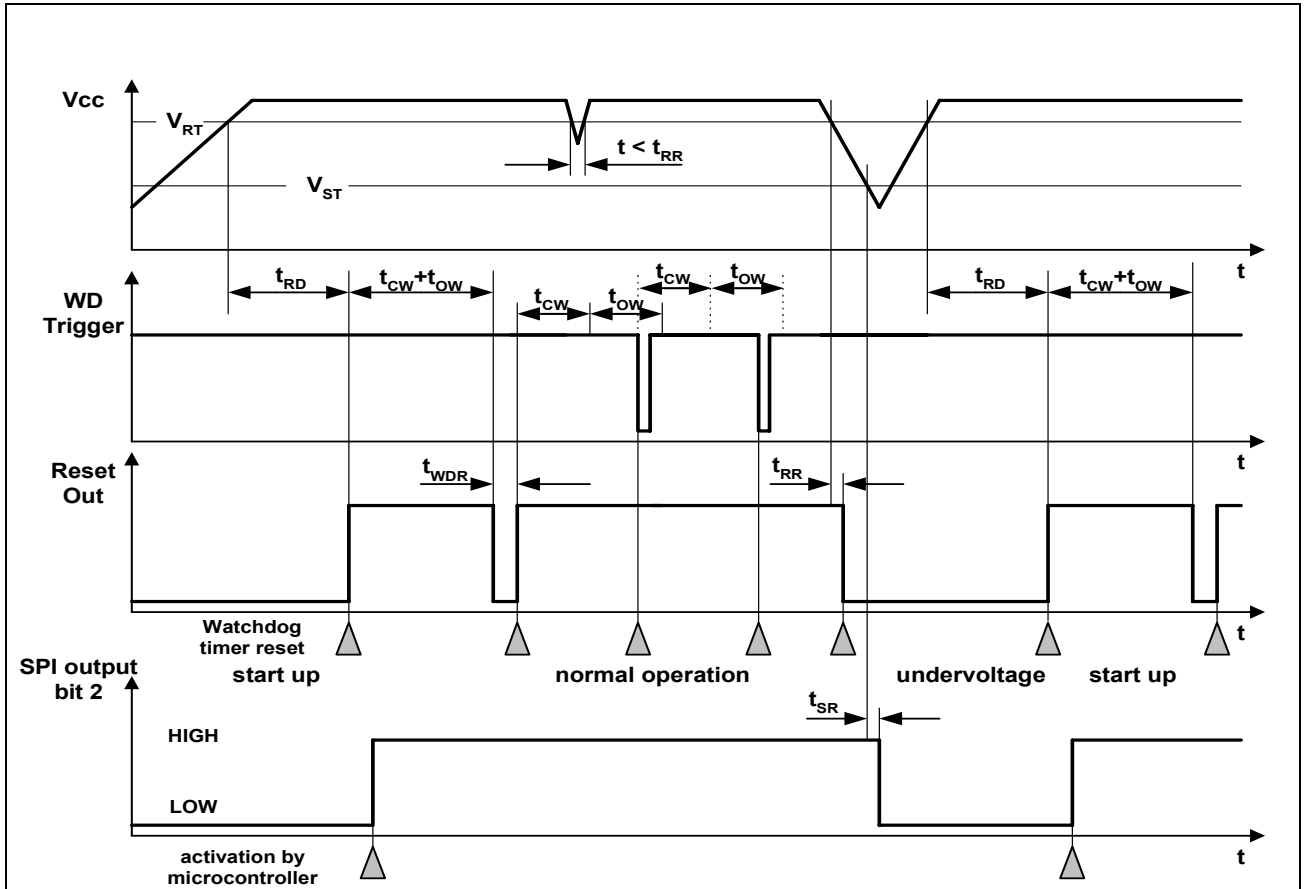 Vcc
VRT
t < tRR
VST
t
tRD
tCW+tOW
tCW
tOW
tCW
tOW
tRD
tCW+tOW
WD
Trigger
t
Reset
Out
tWDR
tRR
Watchdog
timer reset
t
start up
normal operation
undervoltage
start up
SPI output
bit 2
tSR
HIGH
LOW
t
activation by
microcontroller